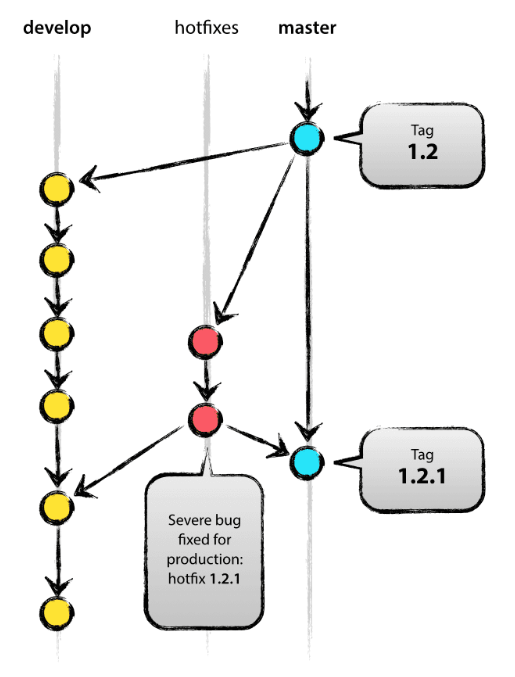 develop
hotfixes
master
Tag
1.2
Tag
1.2.1
Severe bug
fixed for
production:
hotfix 1.2.1